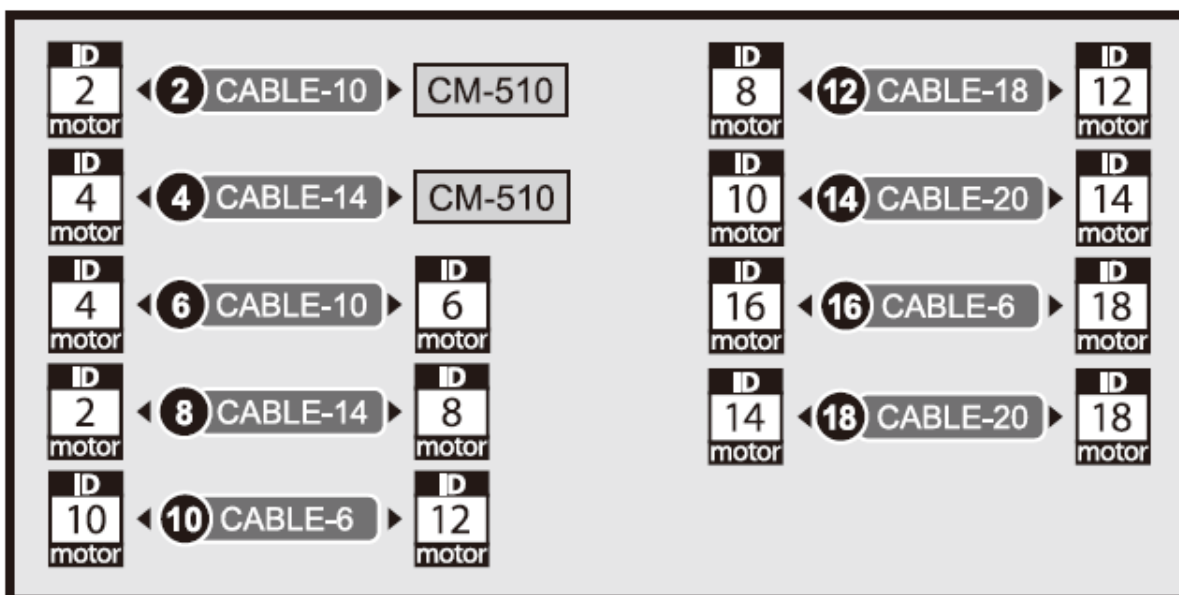 ID
2
motor
2 CABLE-10
CM-510
ID
4
motor
4 CABLE-14
CM-510
ID
4
motor
6 CABLE-10
ID
6
motor
ID
2
motor
8 CABLE-14
ID
8
motor
ID
10
motor
10 CABLE-6
ID
12
motor
ID
8
motor
12 CABLE-18
ID
12
motor
ID
10
motor
14 CABLE-20
ID
14
motor
ID
16
motor
16 CABLE-6
ID
18
motor
ID
14
motor
18 CABLE-20
ID
18
motor